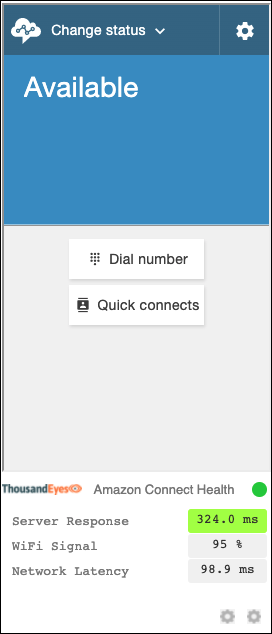 Change status
Available
Dial number
Quick connects
ThousandEyes Amazon Connect Health
Server Response 324.0 ms
WiFi Signal 95 %
Network Latency 98.9 ms